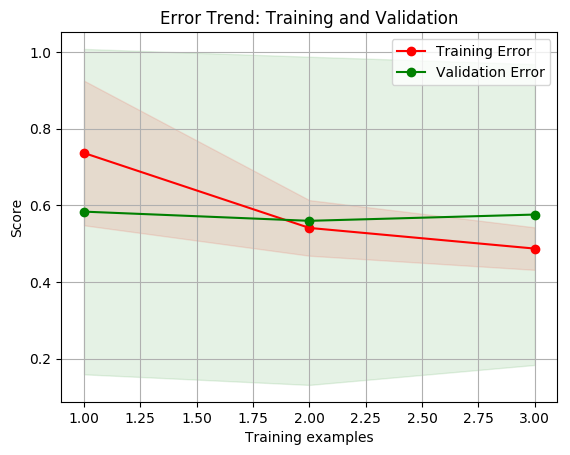 Error Trend: Training and Validation
Training Error
Validation Error
Score
1.0
0.8
0.6
0.4
0.2
1.00 1.25 1.50 1.75 2.00 2.25 2.50 2.75 3.00
Training examples